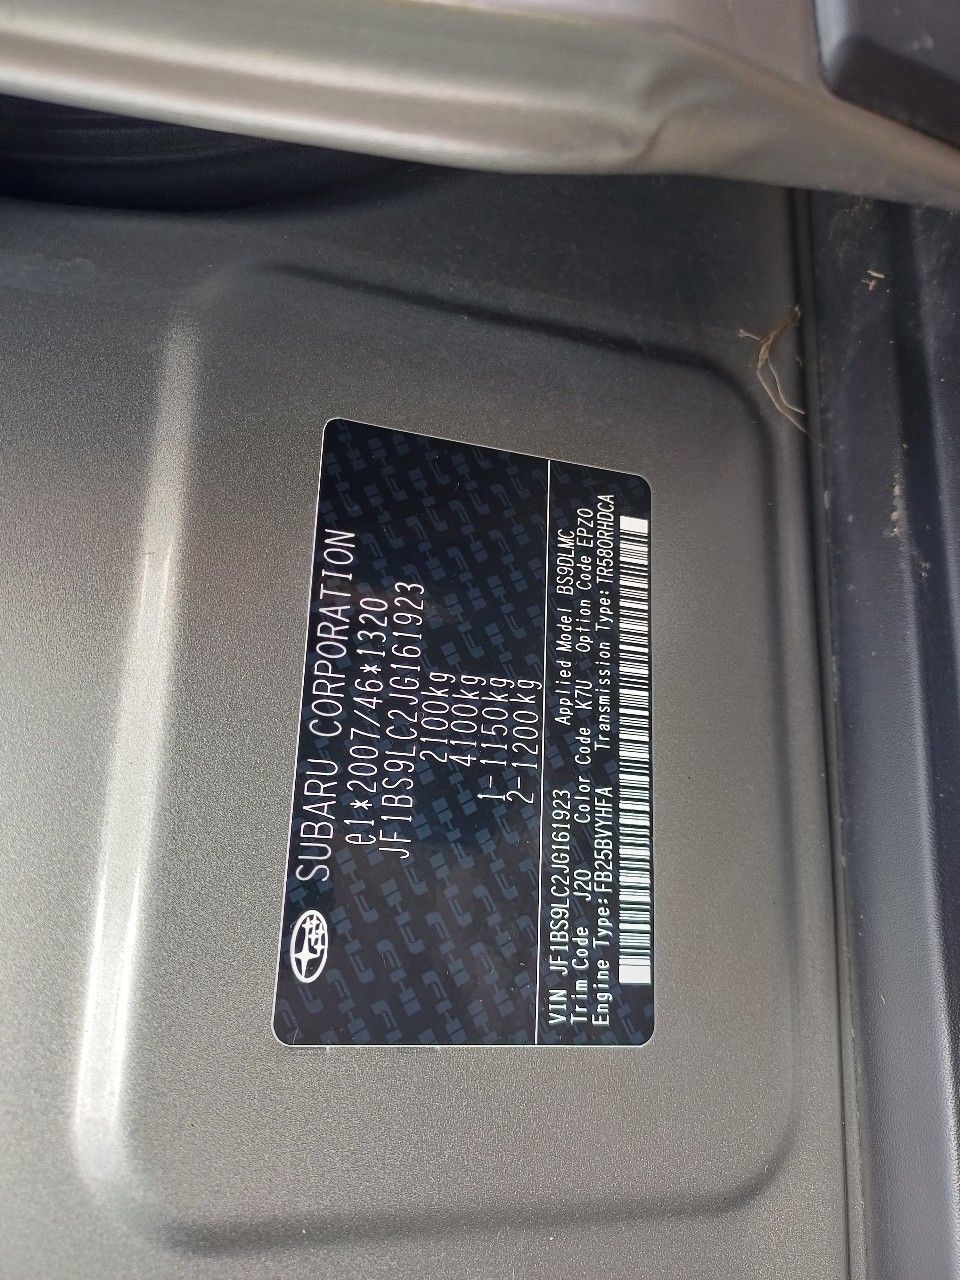 SUBARU CORPORATION
e1*2007/46*1320
JF1BS9LC2JG161923
2100kg
4100kg
1-1150kg
2-1200kg
VIN JF1BS9LC2JG161923 Applied Model BS9DLMC
Trim Code J20 Color Code K7U Option Code EPZO
Engine Type: FB25BVYHFA Transmission Type: TR580RHDCA